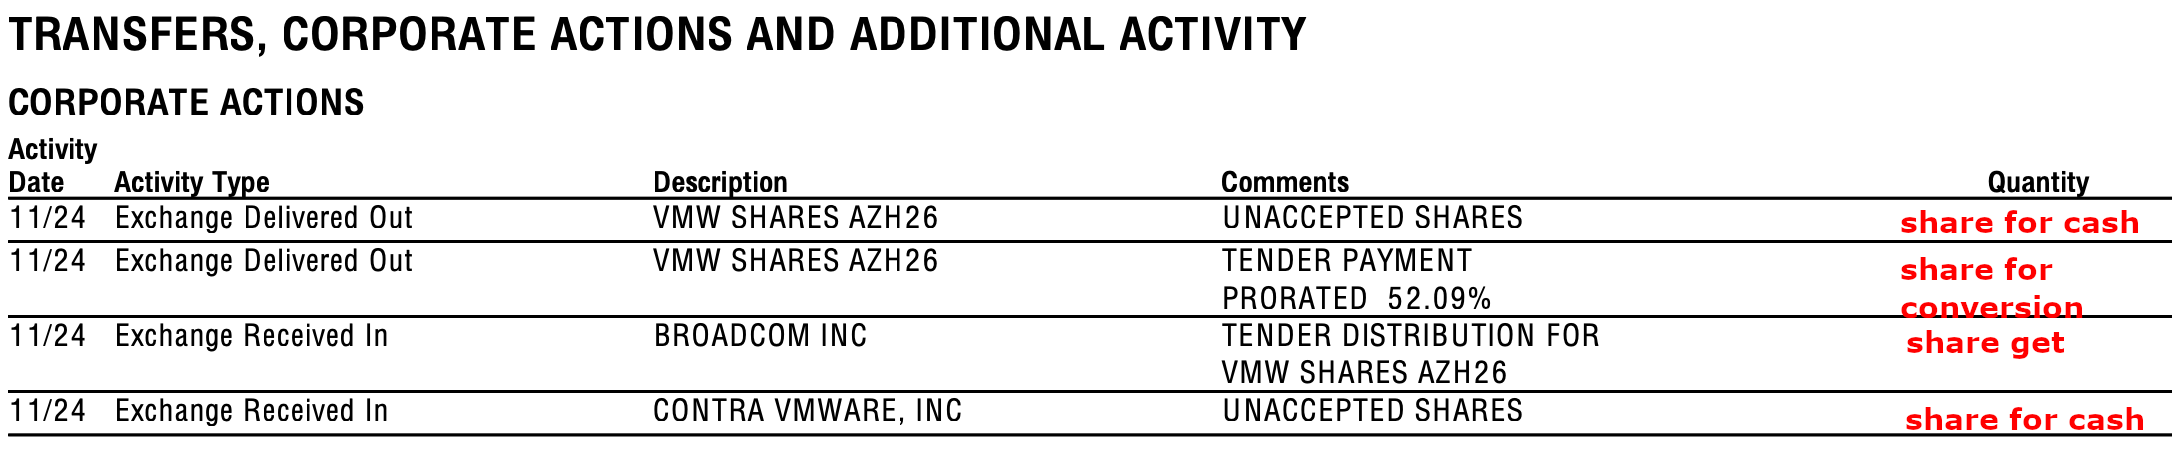 TRANSFERS, CORPORATE ACTIONS AND ADDITIONAL ACTIVITY
CORPORATE ACTIONS
Activity
Date Activity Type Description Comments Quantity
11/24 Exchange Delivered Out VMW SHARES AZH26 UNACCEPTED SHARES share for cash
11/24 Exchange Delivered Out VMW SHARES AZH26 TENDER PAYMENT share for
PRORATED 52.09% conversion
11/24 Exchange Received In BROADCOM INC TENDER DISTRIBUTION FOR share get
VMW SHARES AZH26
11/24 Exchange Received In CONTRA VMWARE, INC UNACCEPTED SHARES share for cash